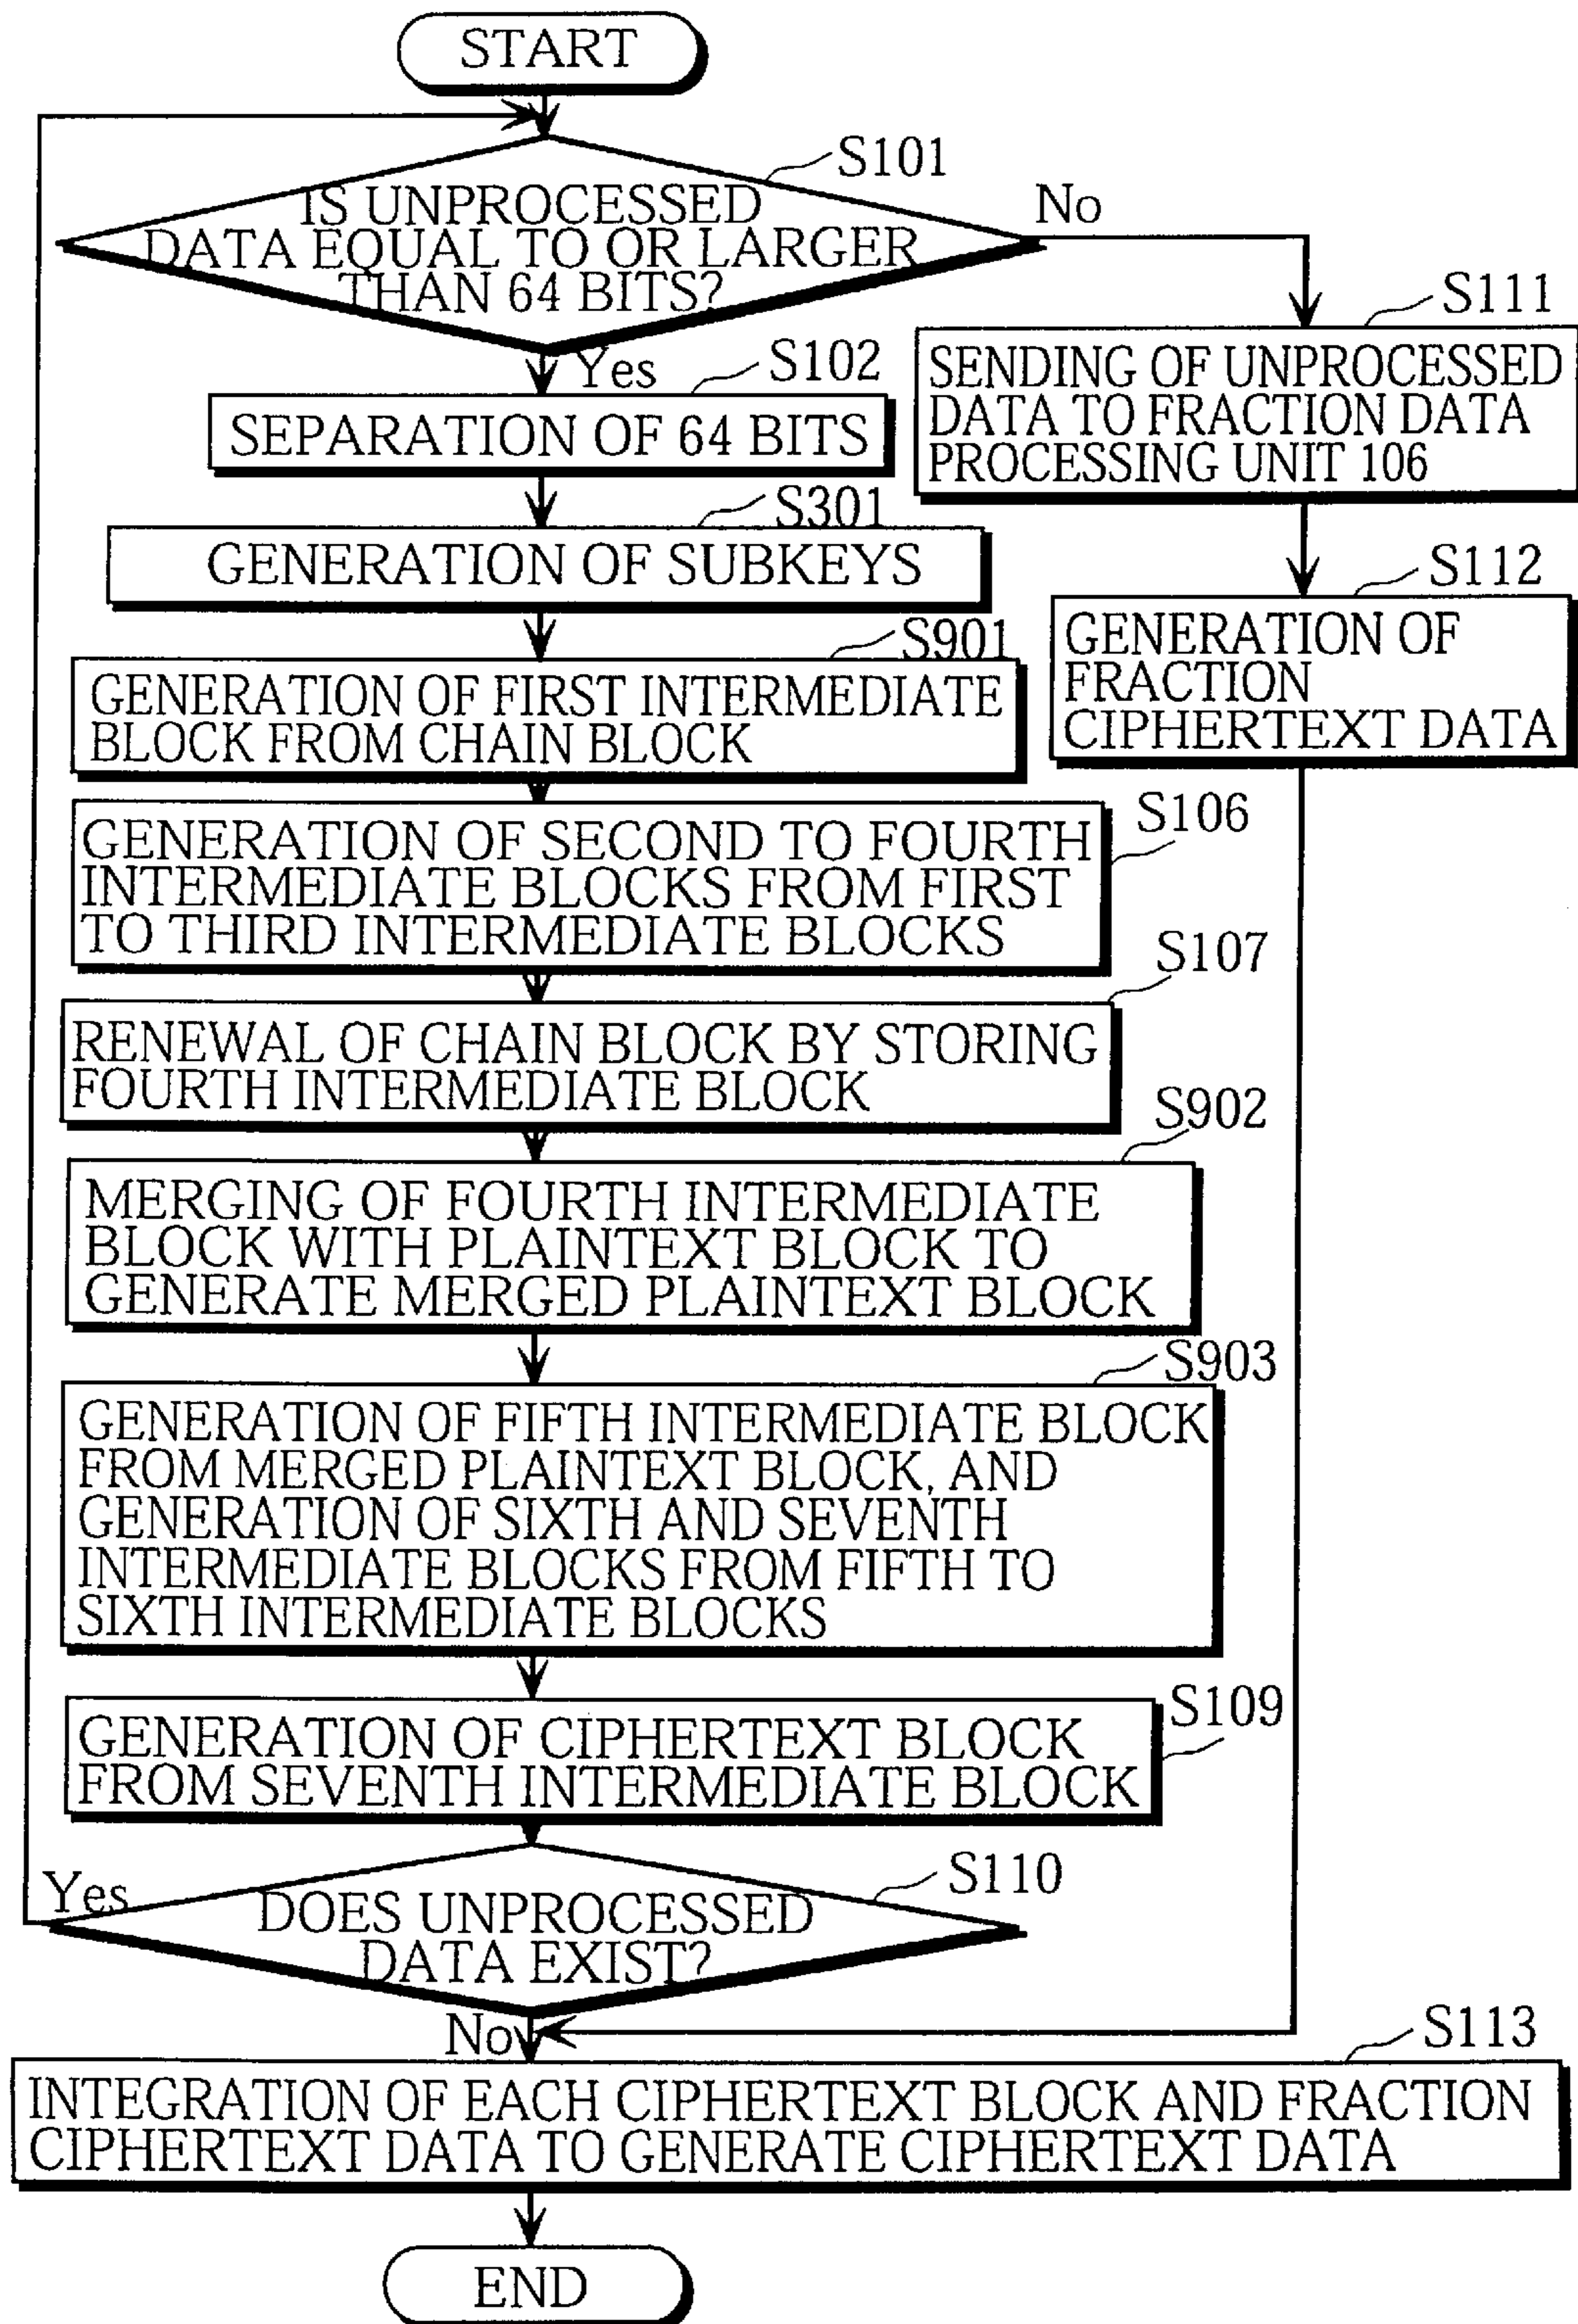 START
S101
IS UNPROCESSED
DATA EQUAL TO OR LARGER
THAN 64 BITS?
No
Yes
S102
SEPARATION OF 64 BITS
S111
SENDING OF UNPROCESSED
DATA TO FRACTION DATA
PROCESSING UNIT 106
S301
GENERATION OF SUBKEYS
S112
GENERATION OF
FRACTION
CIPHERTEXT DATA
S901
GENERATION OF FIRST INTERMEDIATE
BLOCK FROM CHAIN BLOCK
S106
GENERATION OF SECOND TO FOURTH
INTERMEDIATE BLOCKS FROM FIRST
TO THIRD INTERMEDIATE BLOCKS
S107
RENEWAL OF CHAIN BLOCK BY STORING
FOURTH INTERMEDIATE BLOCK
S902
MERGING OF FOURTH INTERMEDIATE
BLOCK WITH PLAINTEXT BLOCK TO
GENERATE MERGED PLAINTEXT BLOCK
S903
GENERATION OF FIFTH INTERMEDIATE BLOCK
FROM MERGED PLAINTEXT BLOCK, AND
GENERATION OF SIXTH AND SEVENTH
INTERMEDIATE BLOCKS FROM FIFTH TO
SIXTH INTERMEDIATE BLOCKS
S109
GENERATION OF CIPHERTEXT BLOCK
FROM SEVENTH INTERMEDIATE BLOCK
S110
Yes
DOES UNPROCESSED
DATA EXIST?
No
S113
INTEGRATION OF EACH CIPHERTEXT BLOCK AND FRACTION
CIPHERTEXT DATA TO GENERATE CIPHERTEXT DATA
END